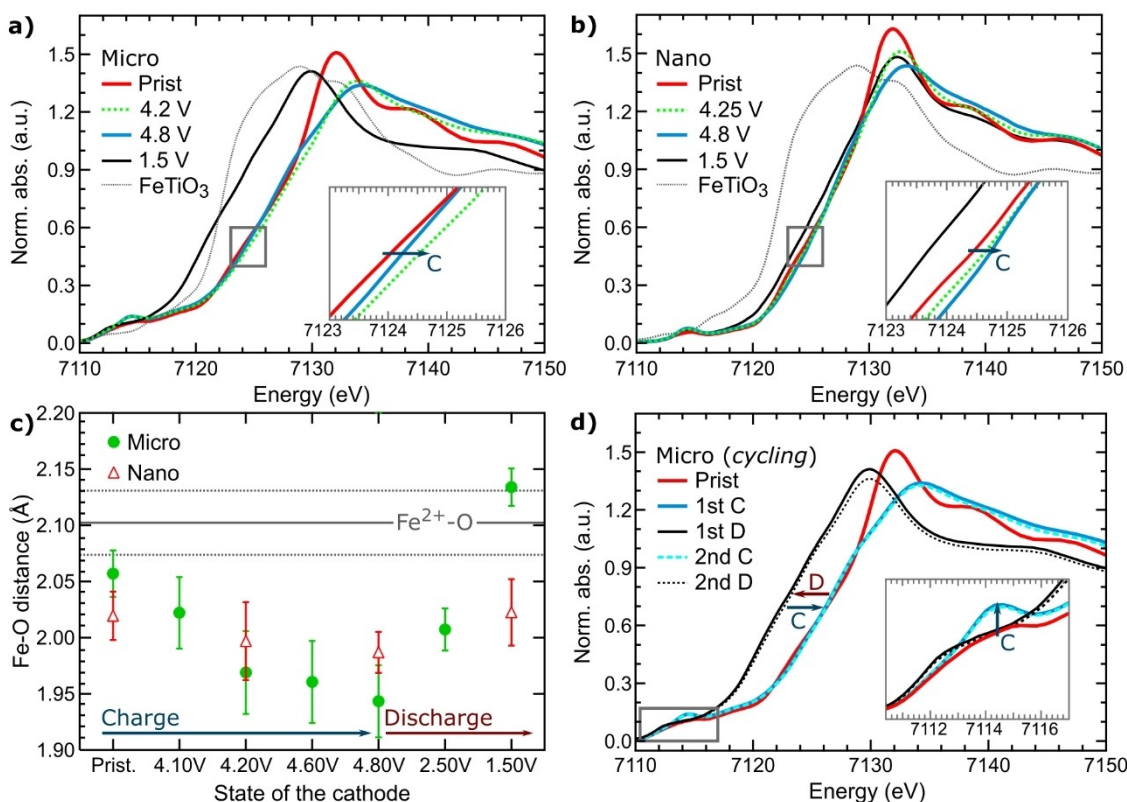 a)
Micro
Prist
4.2 V
4.8 V
1.5 V
FeTiO3
C
7123 7124 7125 7126
Norm. abs. (a.u.)
1.5
1.2
0.9
0.6
0.3
0.0
7110 7120 7130 7140 7150
Energy (eV)
b)
Nano
Prist
4.25 V
4.8 V
1.5 V
FeTiO3
C
7123 7124 7125 7126
Norm. abs. (a.u.)
1.5
1.2
0.9
0.6
0.3
0.0
7110 7120 7130 7140 7150
Energy (eV)
c)
Micro
Nano
Fe2+-O
Charge
Discharge
Fe-O distance (Å)
2.20
2.15
2.10
2.05
2.00
1.95
1.90
Prist. 4.10V 4.20V 4.60V 4.80V 2.50V 1.50V
State of the cathode
d)
Micro (cycling)
Prist
1st C
1st D
2nd C
2nd D
D
C
C
7112 7114 7116
Norm. abs. (a.u.)
1.5
1.2
0.9
0.6
0.3
0.0
7110 7120 7130 7140 7150
Energy (eV)